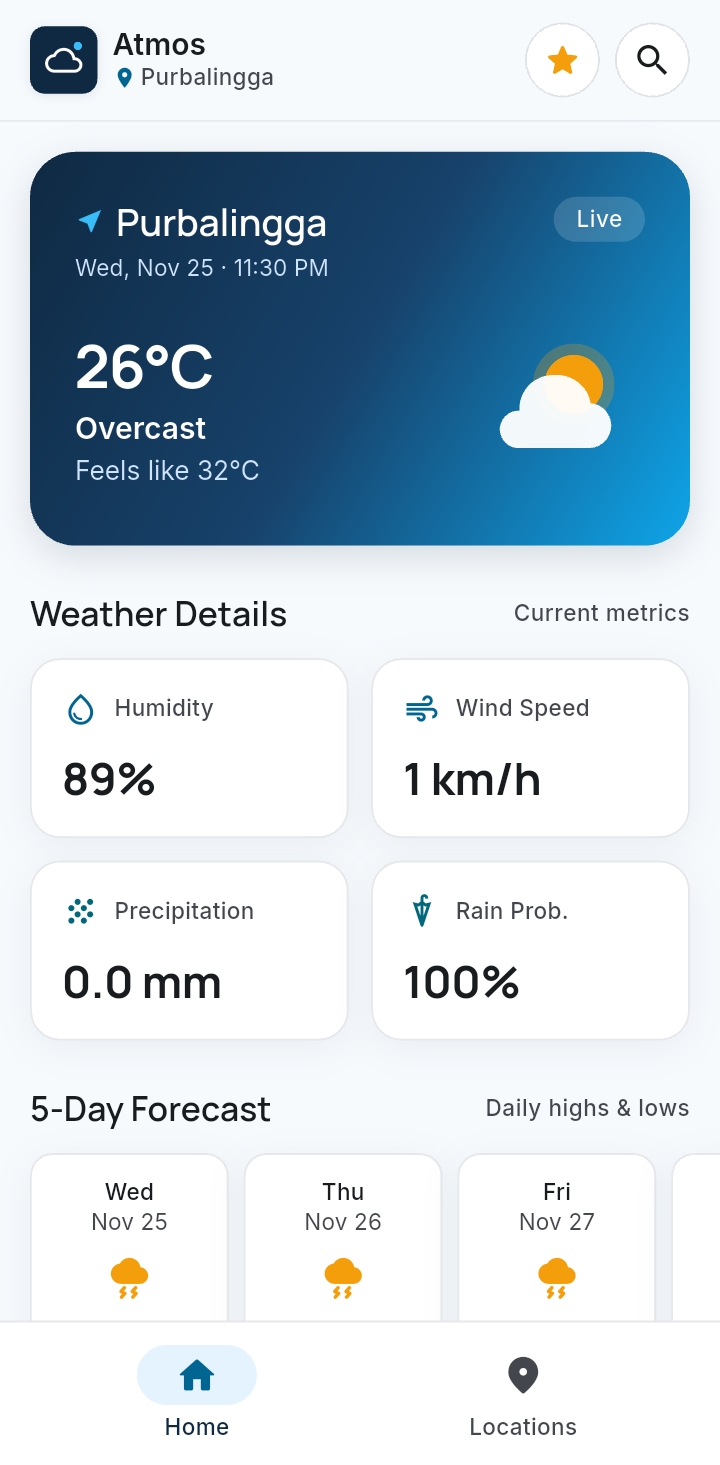 Atmos
Purbalingga
Purbalingga
Live
Wed, Nov 25 · 11:30 PM
26°C
Overcast
Feels like 32°C
Weather Details
Current metrics
Humidity
89%
Wind Speed
1 km/h
Precipitation
0.0 mm
Rain Prob.
100%
5-Day Forecast
Daily highs & lows
Wed
Nov 25
Thu
Nov 26
Fri
Nov 27
Home
Locations